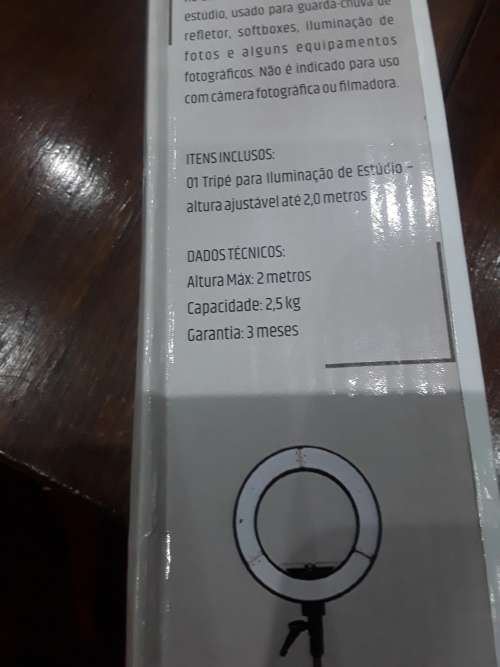 estúdio, usado para guarda-chuva de
refletor, softboxes, iluminação de
fotos e alguns equipamentos
fotográficos. Não é indicado para uso
com câmera fotográfica ou filmadora.
ITENS INCLUSOS:
01 Tripé para Iluminação de Estúdio –
altura ajustável até 2,0 metros
DADOS TÉCNICOS:
Altura Máx: 2 metros
Capacidade: 2,5 kg
Garantia: 3 meses